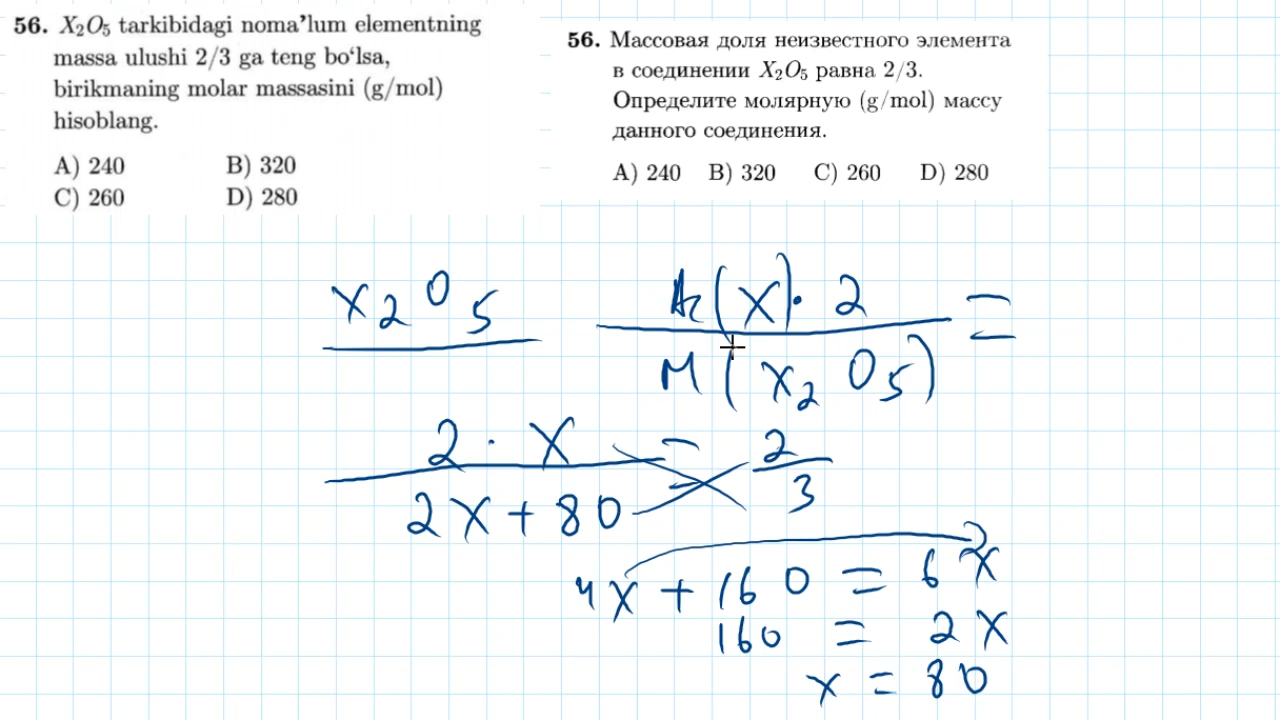 56. X₂O₅ tarkibidagi noma’lum elementning
massa ulushi 2/3 ga teng bo‘lsa,
birikmaning molar massasini (g/mol)
hisoblang.
A) 240 B) 320
C) 260 D) 280
56. Массовая доля неизвестного элемента
в соединении X₂O₅ равна 2/3.
Определите молярную (g/mol) массу
данного соединения.
A) 240 B) 320 C) 260 D) 280
X₂O₅
Ar(X)·2 / M(X₂O₅) =
2·X / 2X+80 = 2/3
4X + 160 = 6X
160 = 2X
x = 80